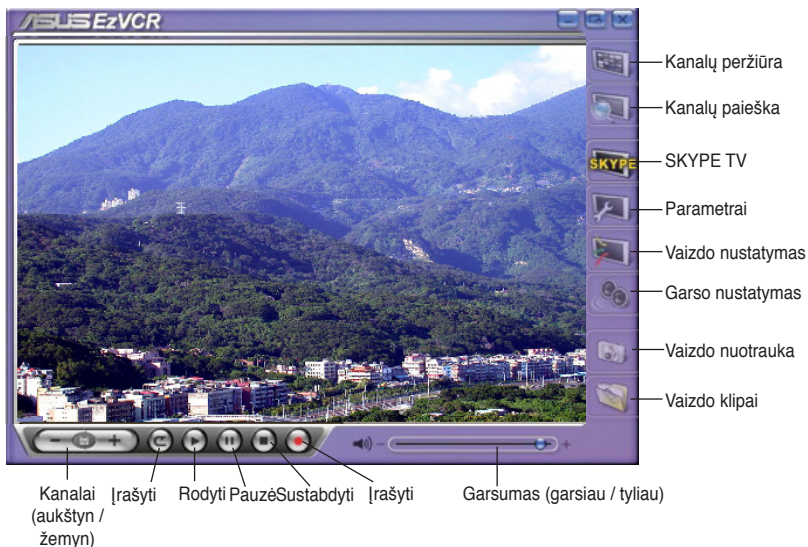 ASUS EzVCR
Kanalų peržiūra
Kanalų paieška
SKYPE
SKYPE TV
Parametrai
Vaizdo nustatymas
Garso nustatymas
Vaizdo nuotrauka
Vaizdo klipai
Kanalai
(aukštyn /
žemyn)
Įrašyti
Rodyti
Pauzė
Sustabdyti
Įrašyti
Garsumas (garsiau / tyliau)